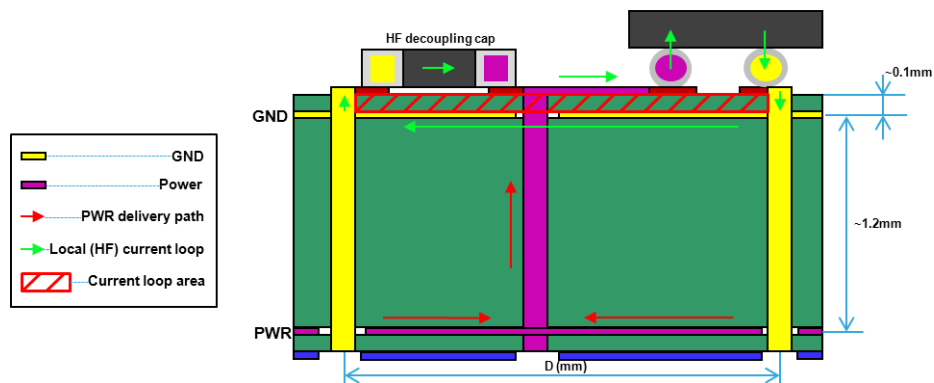 HF decoupling cap
~0.1mm
GND
GND
Power
PWR delivery path
Local (HF) current loop
Current loop area
~1.2mm
PWR
D (mm)